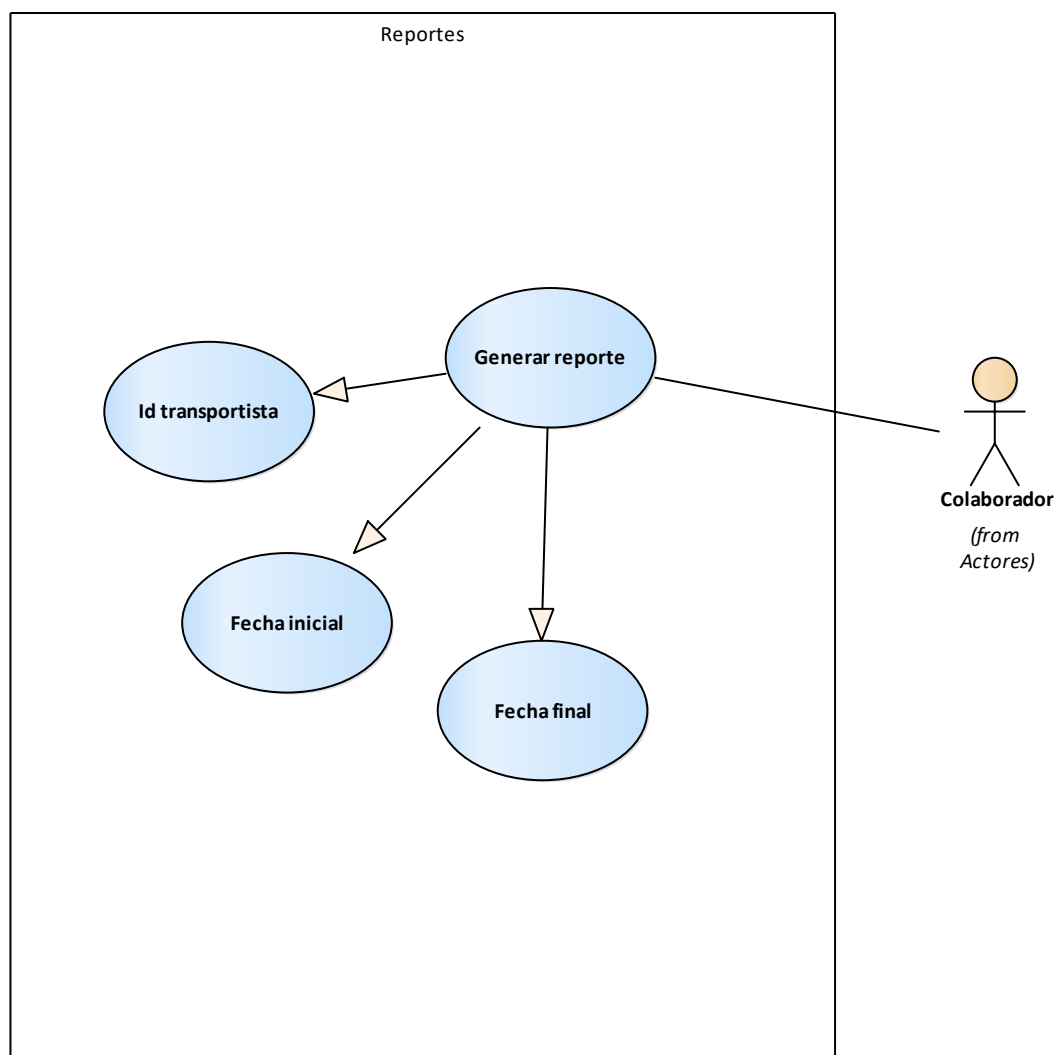 Reportes
Generar reporte
Id transportista
Colaborador
(from
Actores)
Fecha inicial
Fecha final